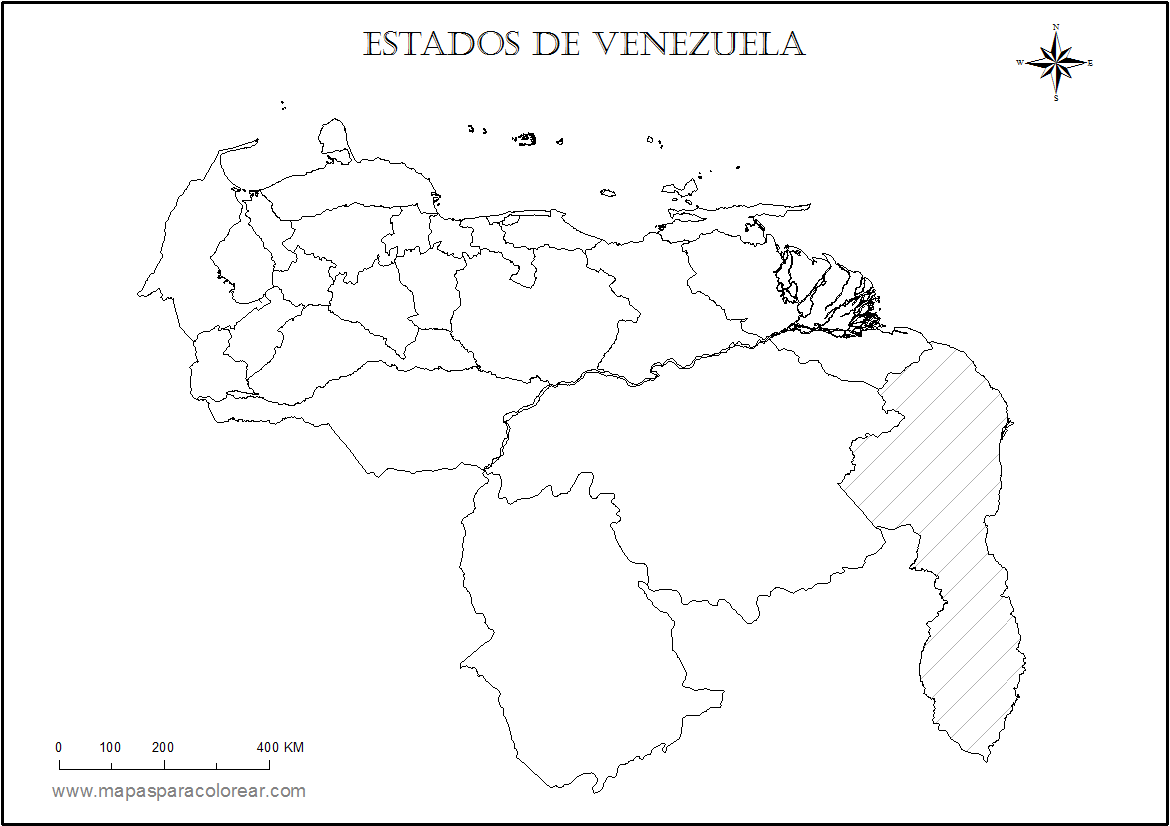 ESTADOS DE VENEZUELA
N
W E
S
0 100 200 400 KM
www.mapasparacolorear.com